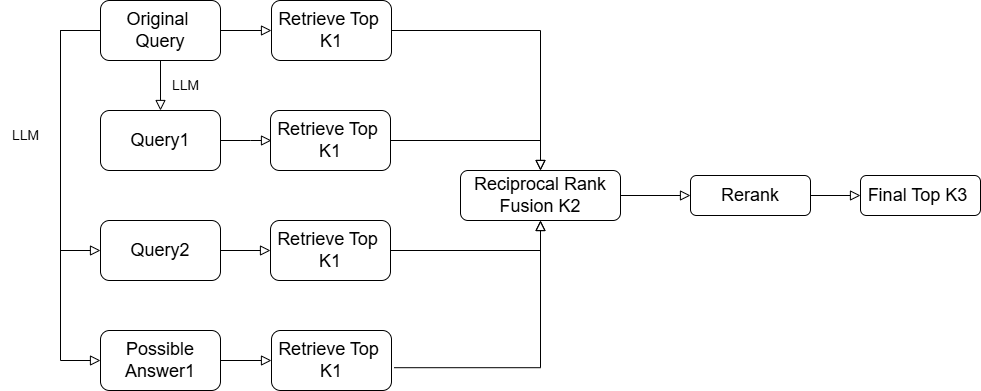 Original
Query
Retrieve Top
K1
LLM
LLM
Query1
Retrieve Top
K1
Reciprocal Rank
Fusion K2
Rerank
Final Top K3
Query2
Retrieve Top
K1
Possible
Answer1
Retrieve Top
K1